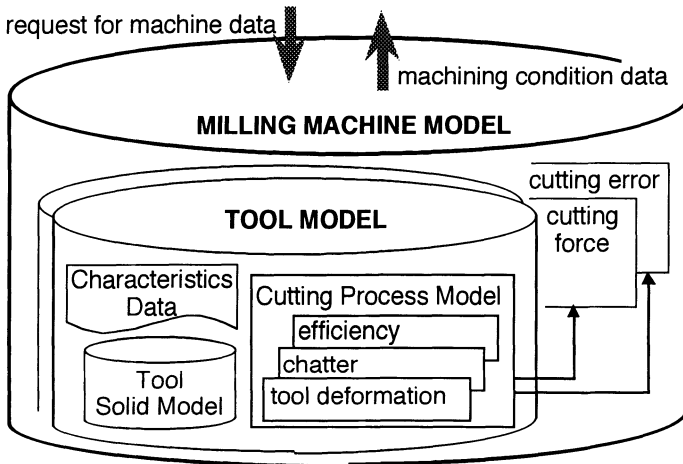 request for machine data
machining condition data
MILLING MACHINE MODEL
cutting error
cutting
force
TOOL MODEL
Characteristics
Data
Cutting Process Model
efficiency
chatter
tool deformation
Tool
Solid Model